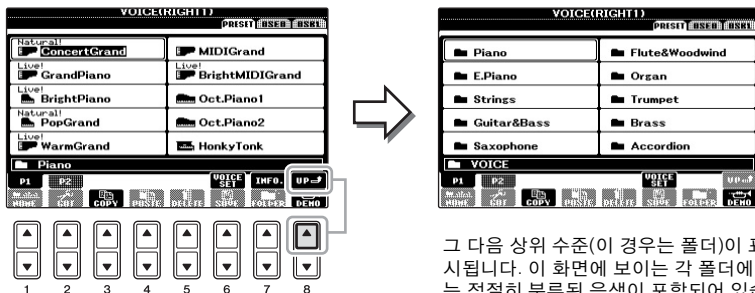 VOICE(RIGHT1)
PRESET USER USB1
Natural!
ConcertGrand
MIDIGrand
Live!
GrandPiano
Live!
BrightMIDIGrand
Live!
BrightPiano
Oct.Piano1
Natural!
PopGrand
Oct.Piano2
Live!
WarmGrand
HonkyTonk
Piano
P1 P2 VOICE SET INFO. UP
NAME CUT COPY PASTE DELETE SAVE FOLDER DEMO
1 2 3 4 5 6 7 8
VOICE(RIGHT1)
PRESET USER USB1
Piano
Flute&Woodwind
E.Piano
Organ
Strings
Trumpet
Guitar&Bass
Brass
Saxophone
Accordion
VOICE
P1 P2 VOICE SET UP
NAME CUT COPY PASTE DELETE SAVE FOLDER DEMO
그 다음 상위 수준(이 경우는 폴더)이 표
시됩니다. 이 화면에 보이는 각 폴더에
는 적절히 분류된 음색이 포함되어 있습